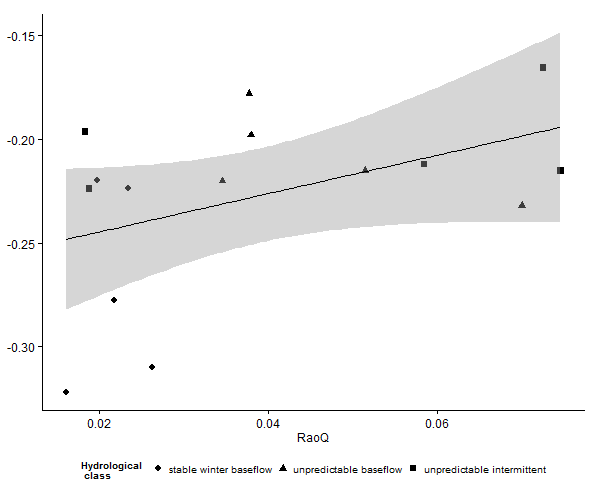 -0.15
-0.20
-0.25
-0.30
0.02 0.04 0.06
RaoQ
Hydrological
class
stable winter baseflow unpredictable baseflow unpredictable intermittent